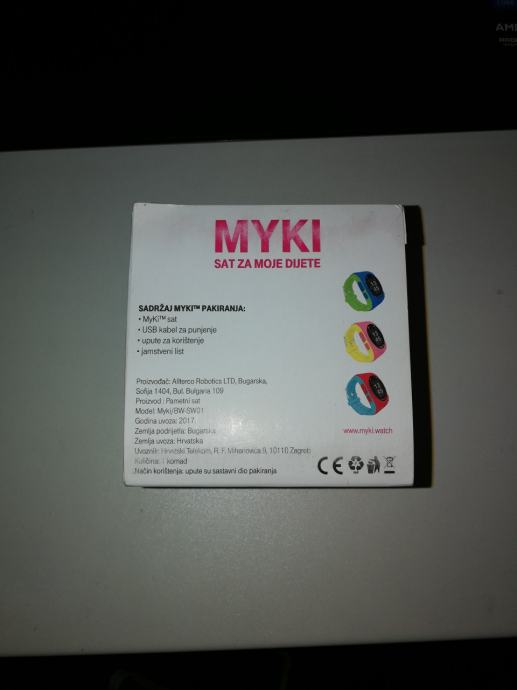 MYKI
SAT ZA MOJE DIJETE
SADRŽAJ MYKI™ PAKIRANJA:
• MyKi™ sat
• USB kabel za punjenje
• upute za korištenje
• jamstveni list
Proizvođač: Allterco Robotics LTD, Bugarska,
Sofija 1404, Bul. Bulgaria 109
Proizvod: Pametni sat
Model: Myki/BW-SW01
Godina uvoza: 2017.
Zemlja podrijetla: Bugarska
Zemlja uvoza: Hrvatska
Uvoznik: Hrvatski Telekom, R. F. Mihanovića 9, 10110 Zagreb
Količina: 1 komad
Način korištenja: upute su sastavni dio pakiranja
www.myki.watch
CE